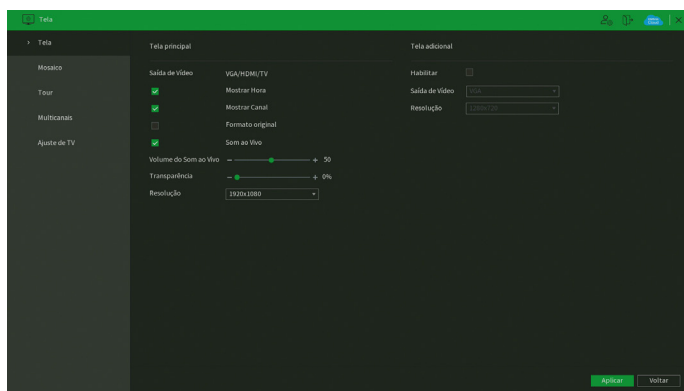 Tela
Tela
Mosaico
Tour
Multicanais
Ajuste de TV
Tela principal
Saída de Vídeo VGA/HDMI/TV
Mostrar Hora
Mostrar Canal
Formato original
Som ao Vivo
Volume do Som ao Vivo − + 50
Transparência − + 0%
Resolução 1920x1080
Tela adicional
Habilitar
Saída de Vídeo VGA
Resolução 1280x720
Aplicar Voltar